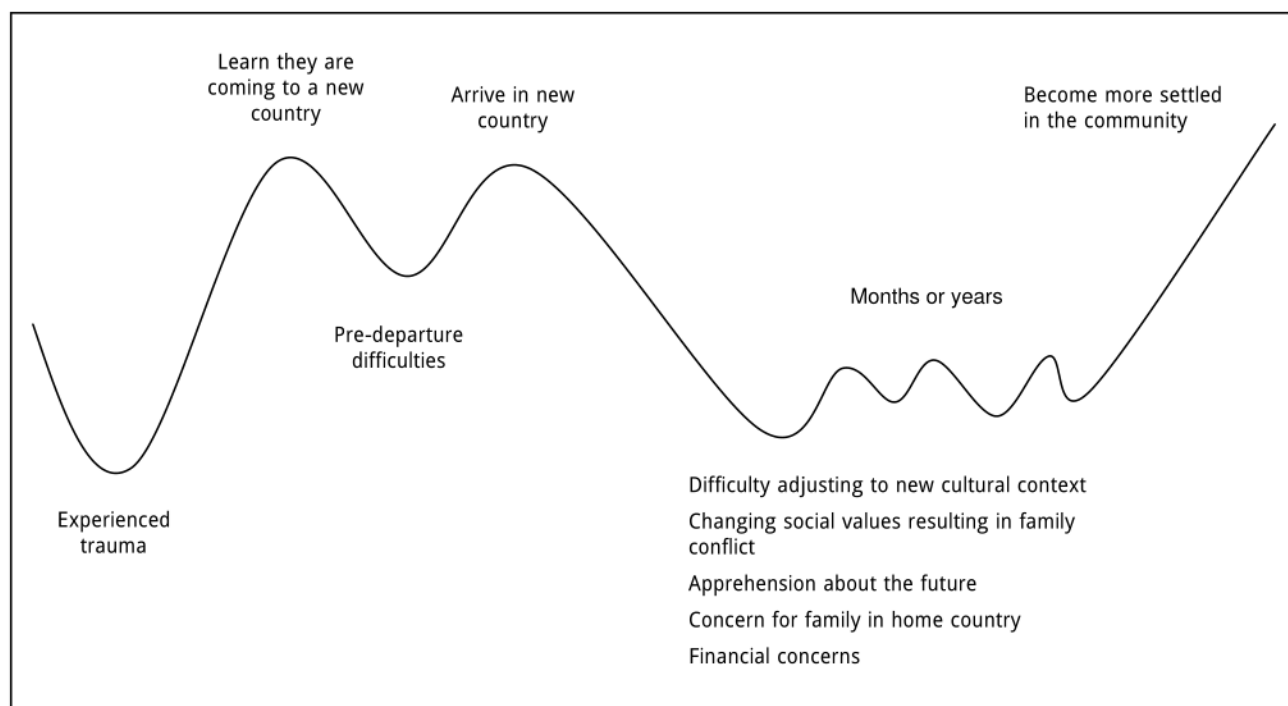 Learn they are
coming to a new
country
Arrive in new
country
Become more settled
in the community
Months or years
Pre-departure
difficulties
Experienced
trauma
Difficulty adjusting to new cultural context
Changing social values resulting in family
conflict
Apprehension about the future
Concern for family in home country
Financial concerns